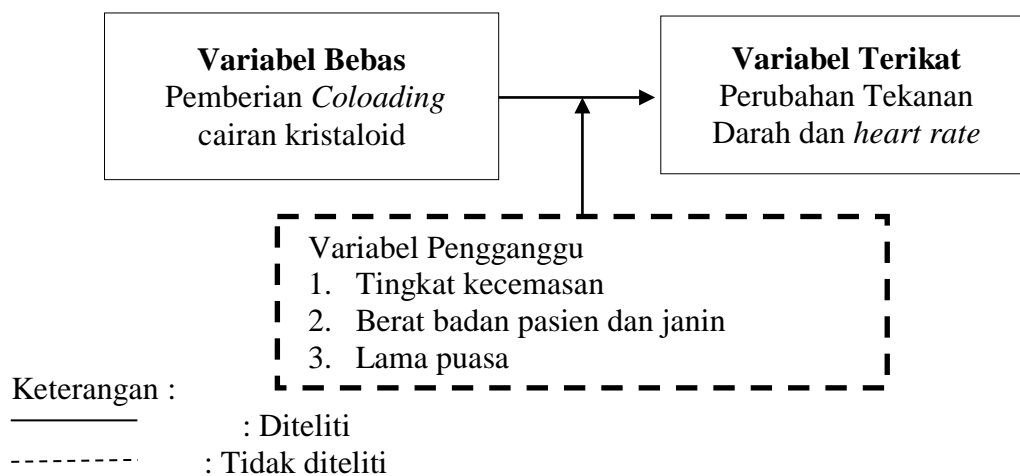 Variabel Bebas
Pemberian Coloading
cairan kristaloid
Variabel Terikat
Perubahan Tekanan
Darah dan heart rate
Variabel Pengganggu
1. Tingkat kecemasan
2. Berat badan pasien dan janin
3. Lama puasa
Keterangan :
: Diteliti
: Tidak diteliti